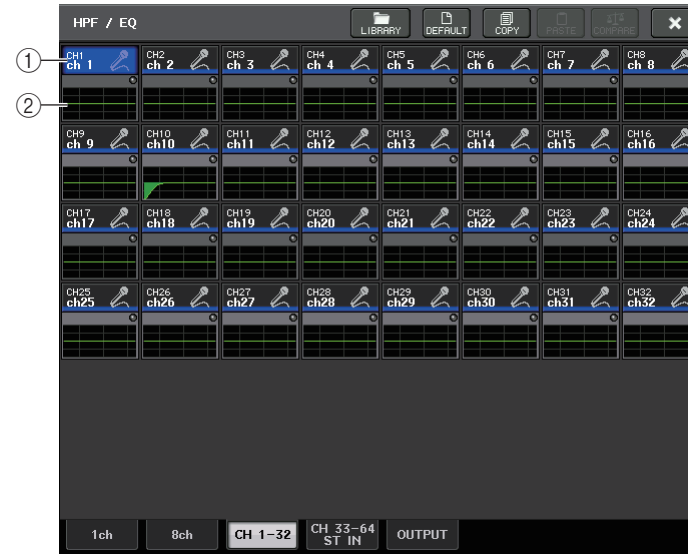 HPF / EQ
LIBRARY
DEFAULT
COPY
PASTE
COMPARE
①
②
CH1
ch 1
CH2
ch 2
CH3
ch 3
CH4
ch 4
CH5
ch 5
CH6
ch 6
CH7
ch 7
CH8
ch 8
CH9
ch 9
CH10
ch10
CH11
ch11
CH12
ch12
CH13
ch13
CH14
ch14
CH15
ch15
CH16
ch16
CH17
ch17
CH18
ch18
CH19
ch19
CH20
ch20
CH21
ch21
CH22
ch22
CH23
ch23
CH24
ch24
CH25
ch25
CH26
ch26
CH27
ch27
CH28
ch28
CH29
ch29
CH30
ch30
CH31
ch31
CH32
ch32
1ch
8ch
CH 1-32
CH 33-64
ST IN
OUTPUT